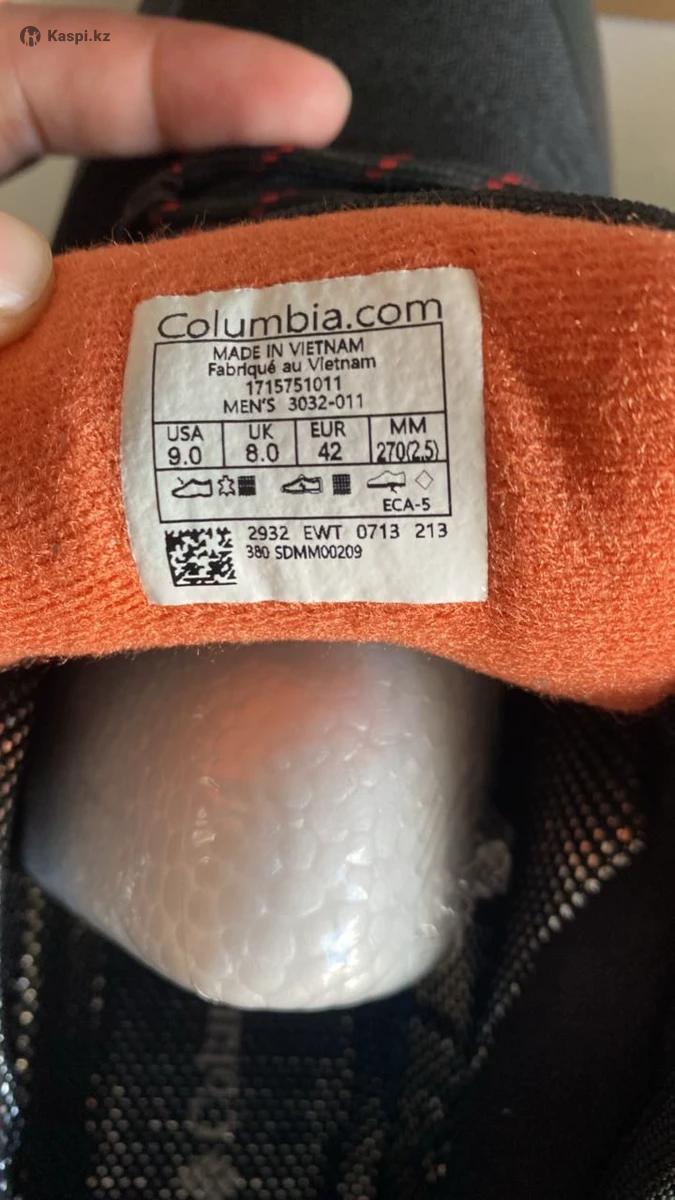 Kaspi.kz
Columbia.com
MADE IN VIETNAM
Fabriqué au Vietnam
1715751011
MEN'S 3032-011
USA UK EUR MM
9.0 8.0 42 270(2.5)
ECA-5
2932 EWT 0713 213
380 SDMM00209